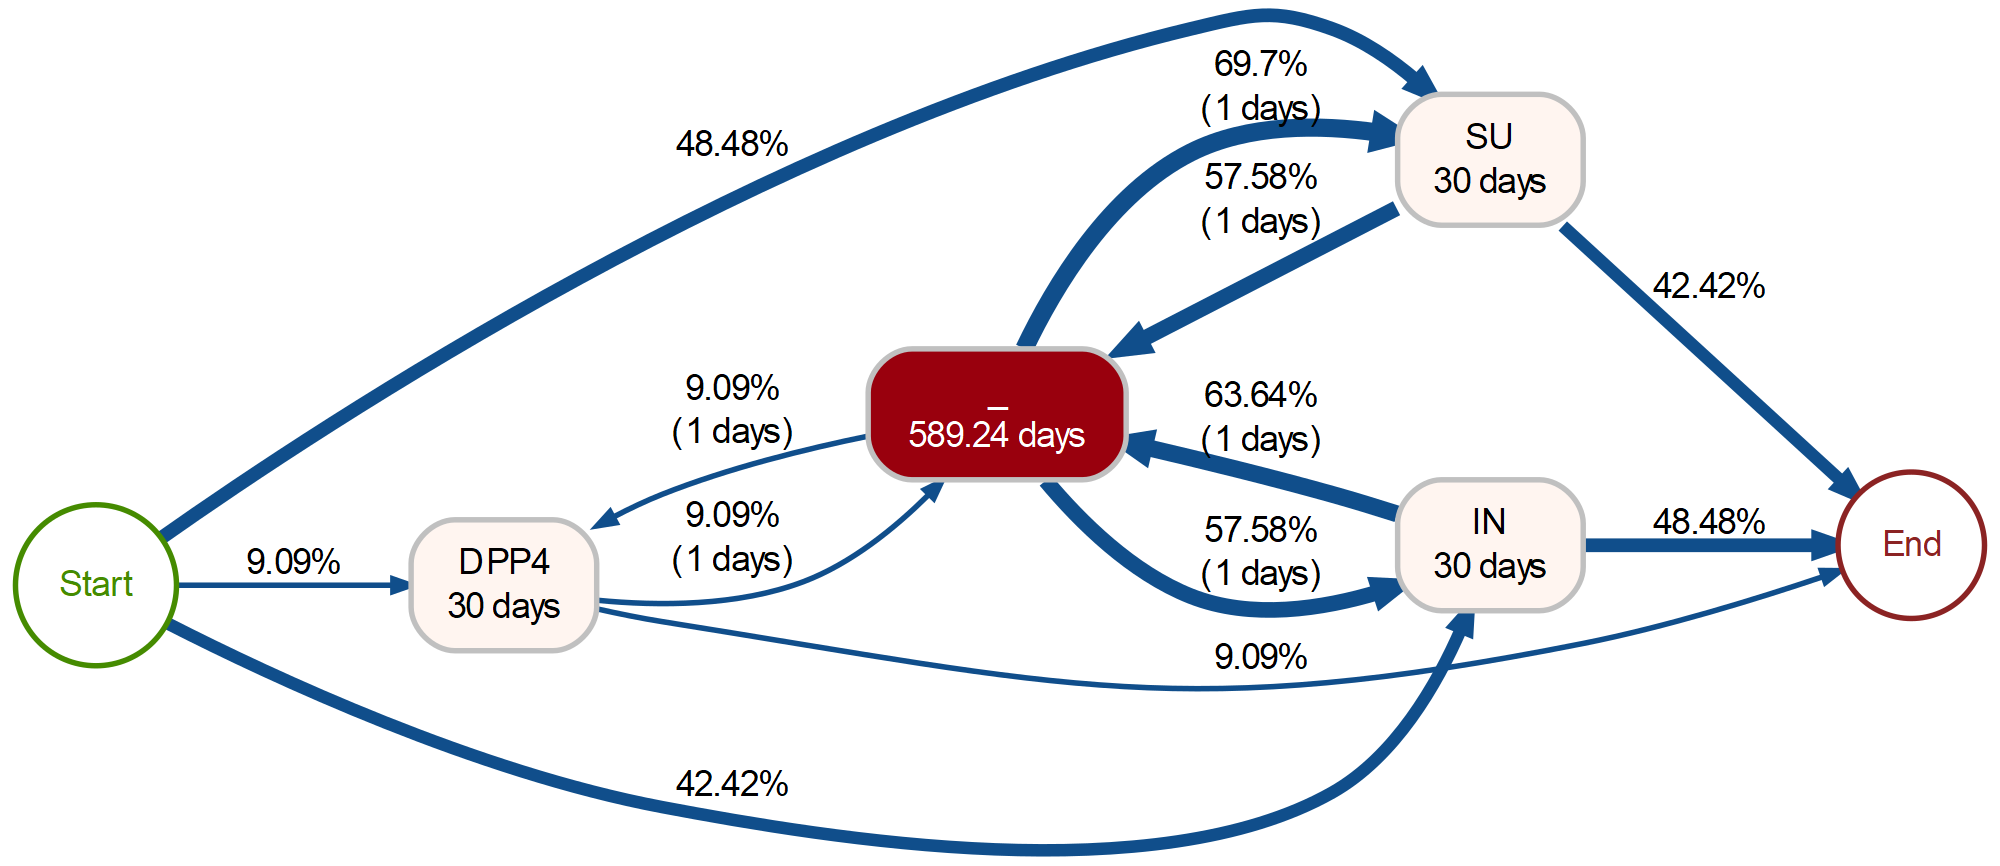 69.7%
(1 days)
48.48%
SU
30 days
57.58%
(1 days)
42.42%
9.09%
(1 days)
_
589.24 days
63.64%
(1 days)
9.09%
(1 days)
57.58%
(1 days)
IN
30 days
48.48%
End
Start
9.09%
DPP4
30 days
9.09%
42.42%